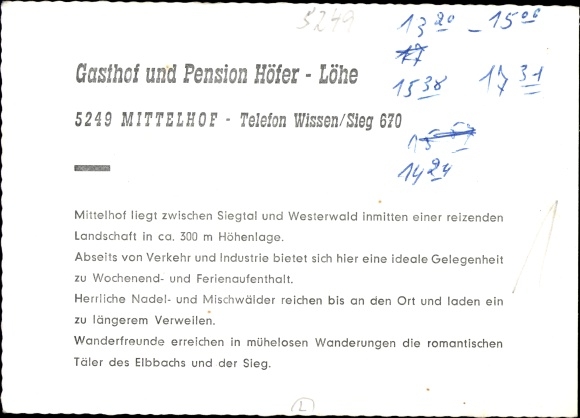 5249
13 20 - 15 06
17
Gasthof und Pension Höfer - Löhe
15 38 17 31
5249 MITTELHOF - Telefon Wissen/Sieg 670
14 24
Mittelhof liegt zwischen Siegtal und Westerwald inmitten einer reizenden
Landschaft in ca. 300 m Höhenlage.
Abseits von Verkehr und Industrie bietet sich hier eine ideale Gelegenheit
zu Wochenend- und Ferienaufenthalt.
Herrliche Nadel- und Mischwälder reichen bis an den Ort und laden ein
zu längerem Verweilen.
Wanderfreunde erreichen in mühelosen Wanderungen die romantischen
Täler des Elbbachs und der Sieg.
L